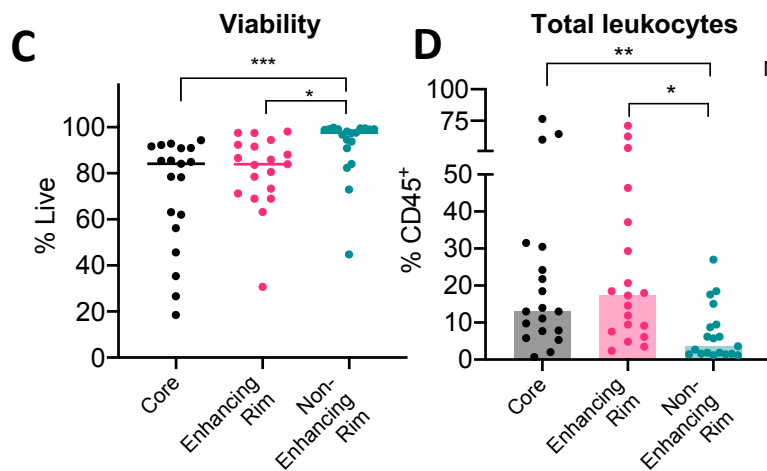 C
Viability
***
*
% Live
100
80
60
40
20
0
Core
Enhancing
Rim
Non-
Enhancing
Rim
D
Total leukocytes
**
*
% CD45+
100
75
50
40
30
20
10
0
Core
Enhancing
Rim
Non-
Enhancing
Rim